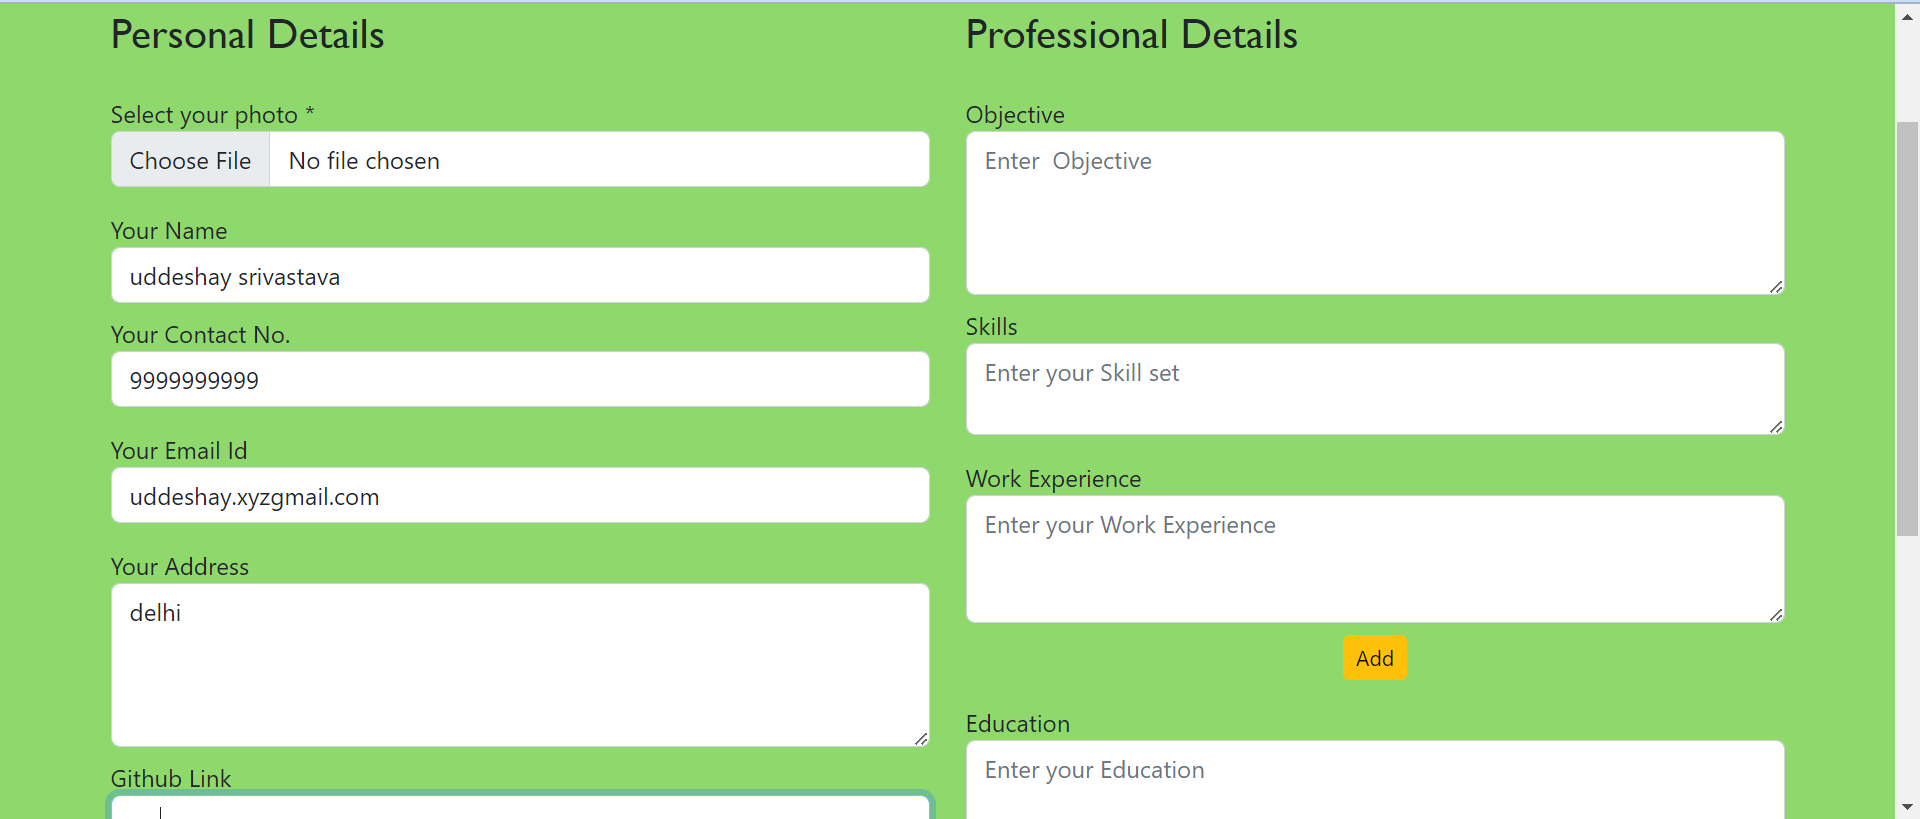 Personal Details
Select your photo *
Choose File No file chosen
Your Name
uddeshay srivastava
Your Contact No.
9999999999
Your Email Id
uddeshay.xyzgmail.com
Your Address
delhi
Github Link
Professional Details
Objective
Enter  Objective
Skills
Enter your Skill set
Work Experience
Enter your Work Experience
Add
Education
Enter your Education